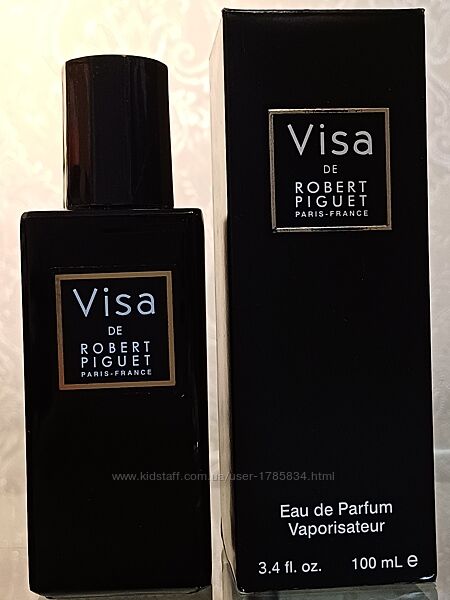 Visa
DE
ROBERT
PIGUET
PARIS-FRANCE
Visa
DE
ROBERT
PIGUET
PARIS-FRANCE
www.kidstaff.com.ua/user-1785834.html
Eau de Parfum
Vaporisateur
3.4 fl. oz. 100 mL e